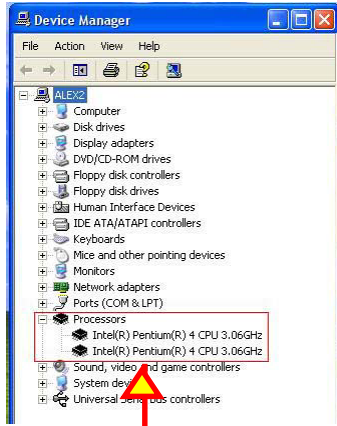 Device Manager
File Action View Help
ALEX2
Computer
Disk drives
Display adapters
DVD/CD-ROM drives
Floppy disk controllers
Floppy disk drives
Human Interface Devices
IDE ATA/ATAPI controllers
Keyboards
Mice and other pointing devices
Monitors
Network adapters
Ports (COM & LPT)
Processors
Intel(R) Pentium(R) 4 CPU 3.06GHz
Intel(R) Pentium(R) 4 CPU 3.06GHz
Sound, video and game controllers
System devices
Universal Serial Bus controllers